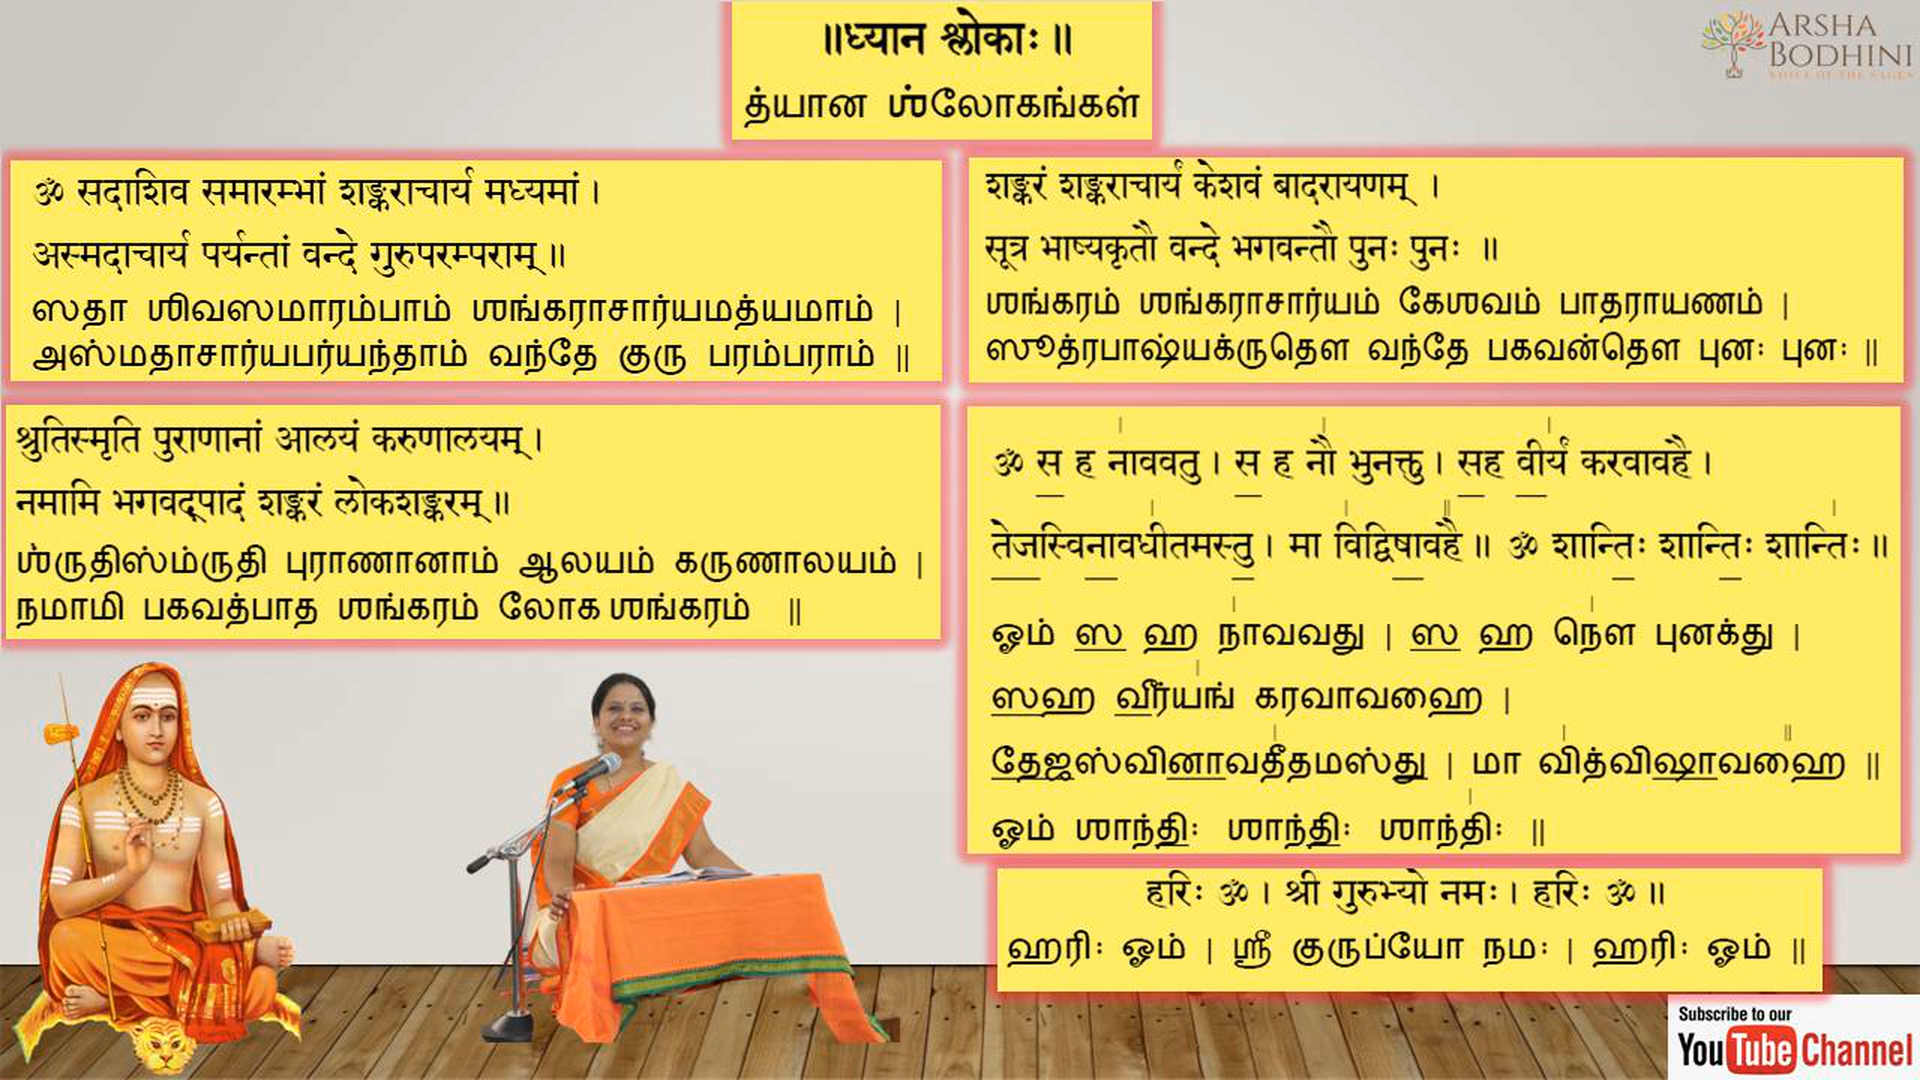 ॥ध्यान श्लोकाः॥
த்யான ஶ்லோகங்கள்
ARSHA
BODHINI
VOICE OF THE SAGES
ॐ सदाशिव समारम्भां शङ्कराचार्य मध्यमां।
अस्मदाचार्य पर्यन्तां वन्दे गुरुपरम्पराम्॥
ஸதா ஶிவஸமாரம்பாம் ஶங்கராசார்யமத்யமாம் |
அஸ்மதாசார்யபர்யந்தாம் வந்தே குரு பரம்பராம் ||
शङ्करं शङ्कराचार्यं केशवं बादरायणम् ।
सूत्र भाष्यकृतौ वन्दे भगवन्तौ पुनः पुनः ॥
ஶங்கரம் ஶங்கராசார்யம் கேஶவம் பாதராயணம் |
ஸூத்ரபாஷ்யக்ருதௌ வந்தே பகவன்தௌ புன: புன: ||
श्रुतिस्मृति पुराणानां आलयं करुणालयम्।
नमामि भगवद्पादं शङ्करं लोकशङ्करम्॥
ஶ்ருதிஸ்ம்ருதி புராணானாம் ஆலயம் கருணாலயம் |
நமாமி பகவத்பாத ஶங்கரம் லோக ஶங்கரம் ||
ॐ स॒ ह ना॑ववतु। स॒ ह नौ॑ भुनक्तु। स॒ह वी॒र्यं॑ करवावहै।
ते॒ज॒स्विना॒वधी॑तमस्तु॒। मा वि॑द्विषा॒वहै᳚॥ ॐ शान्तिः॒ शान्तिः॒ शान्तिः॑॥
ஓம் ஸ ஹ நாவவது | ஸ ஹ நௌ புனக்து |
ஸஹ வீர்யங் கரவாவஹை |
தேஜஸ்வினாவதீதமஸ்து | மா வித்விஷாவஹை ||
ஓம் ஶாந்தி: ஶாந்தி: ஶாந்தி: ||
हरिः ॐ। श्री गुरुभ्यो नमः। हरिः ॐ॥
ஹரி: ஓம் | ஸ்ரீ குருப்யோ நம: | ஹரி: ஓம் ||
Subscribe to our
YouTube Channel